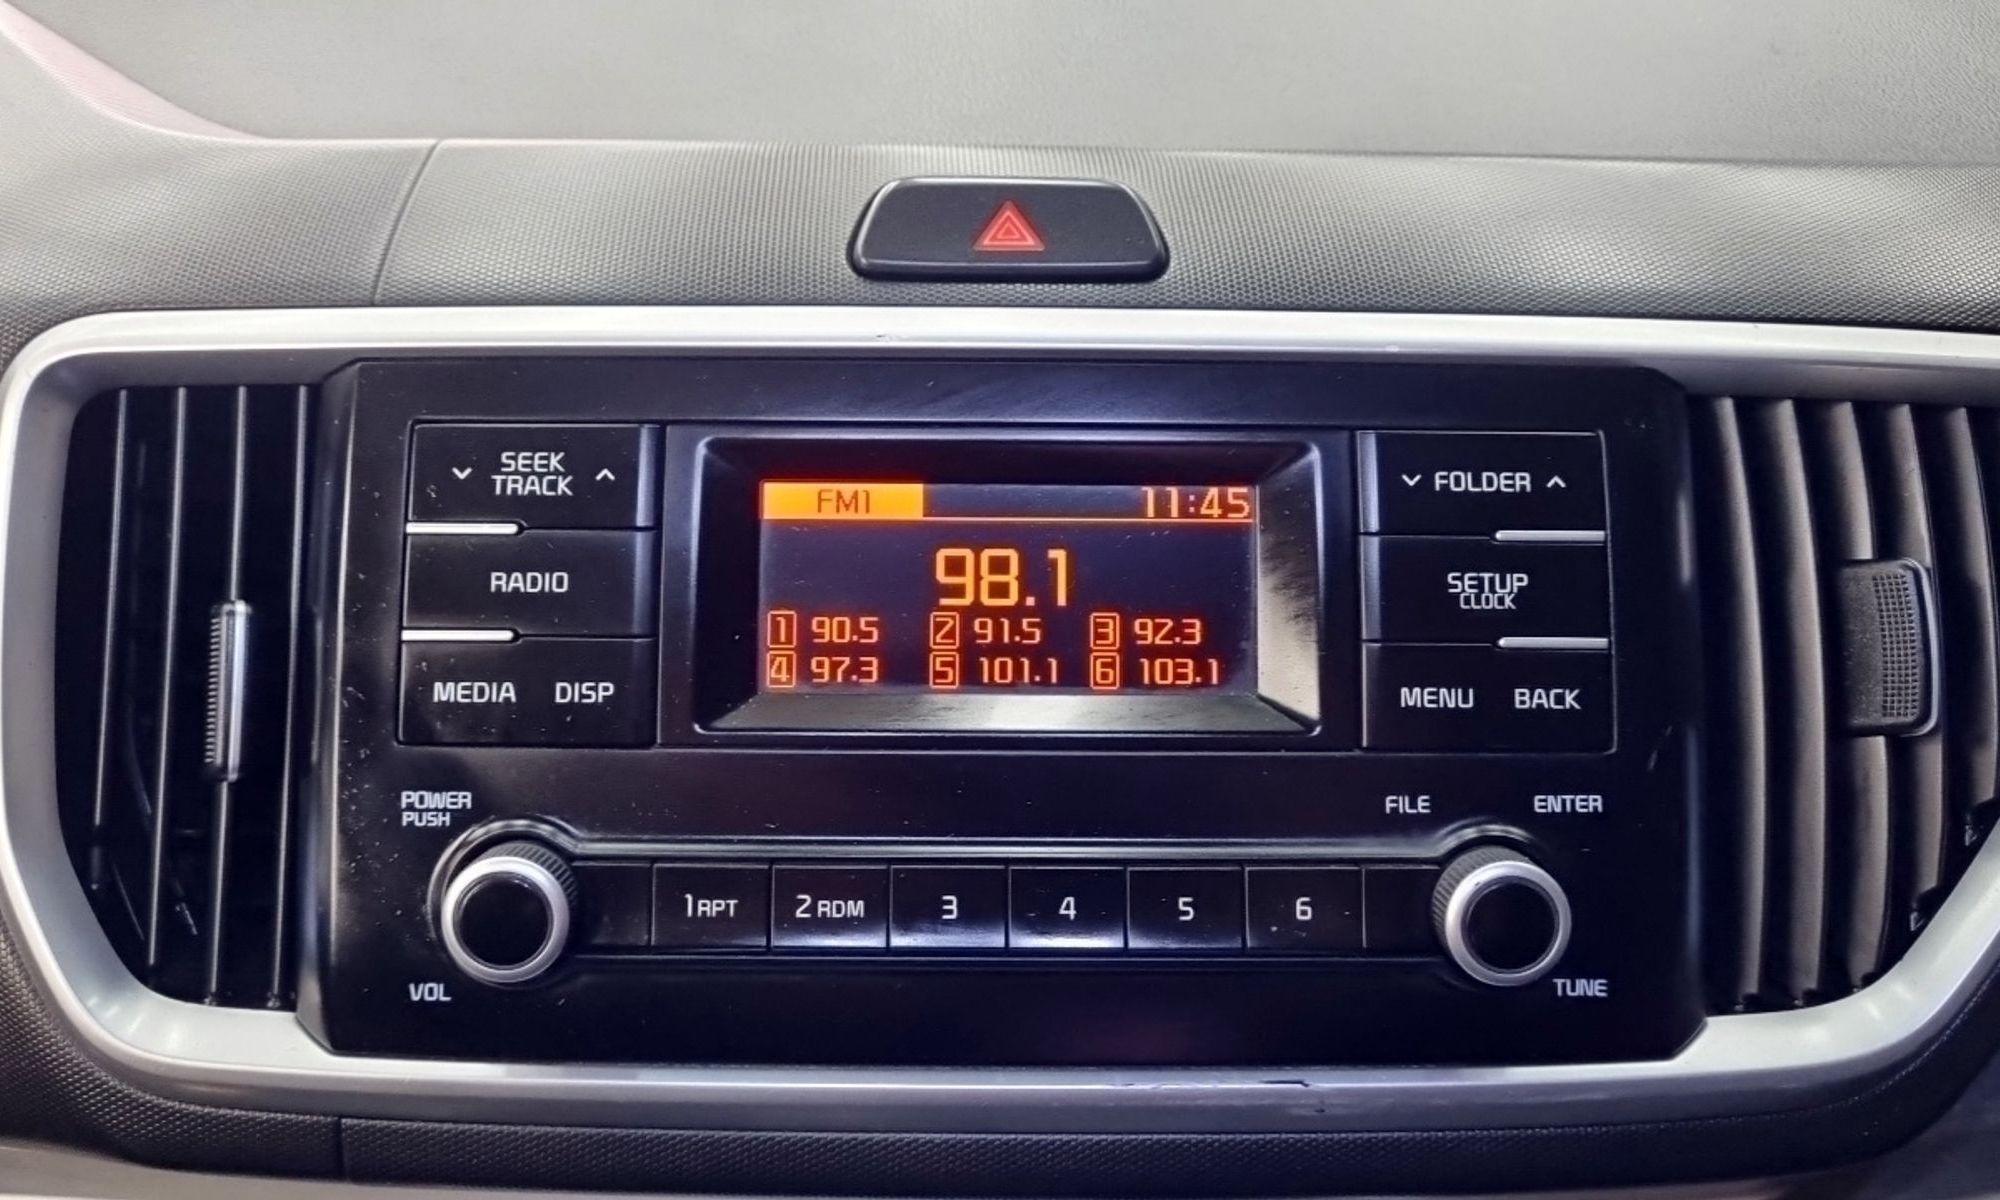 SEEK
TRACK
RADIO
MEDIA DISP
FM1 11:45
98.1
1 90.5 2 91.5 3 92.3
4 97.3 5 101.1 6 103.1
FOLDER
SETUP
CLOCK
MENU BACK
POWER
PUSH
VOL
1 RPT 2 RDM 3 4 5 6
FILE ENTER
TUNE